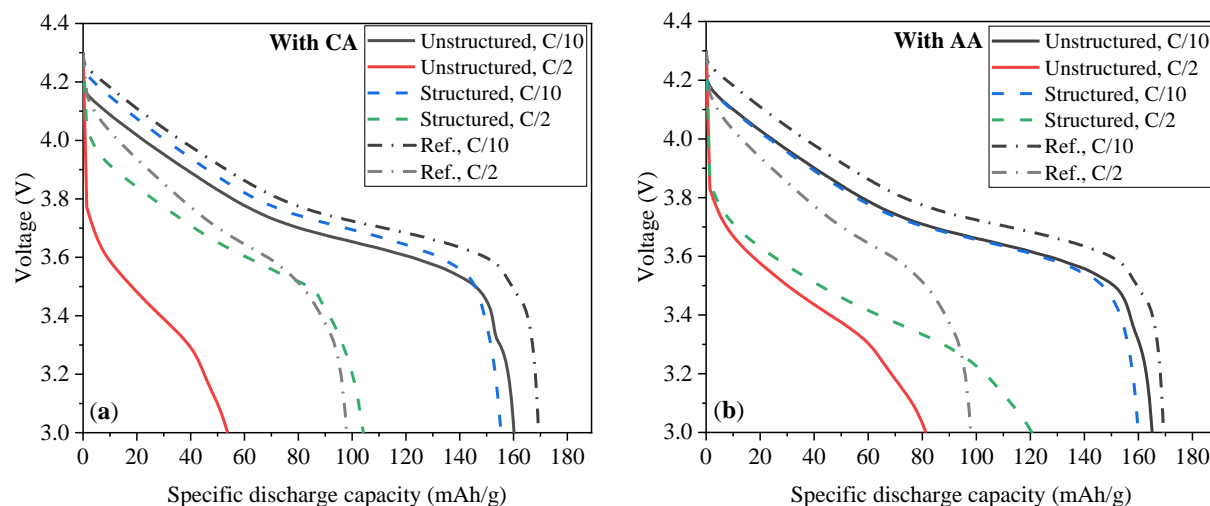 With CA
Unstructured, C/10
Unstructured, C/2
Structured, C/10
Structured, C/2
Ref., C/10
Ref., C/2
4.4
4.2
4.0
3.8
3.6
3.4
3.2
3.0
Voltage (V)
(a)
0 20 40 60 80 100 120 140 160 180
Specific discharge capacity (mAh/g)
With AA
Unstructured, C/10
Unstructured, C/2
Structured, C/10
Structured, C/2
Ref., C/10
Ref., C/2
4.4
4.2
4.0
3.8
3.6
3.4
3.2
3.0
Voltage (V)
(b)
0 20 40 60 80 100 120 140 160 180
Specific discharge capacity (mAh/g)